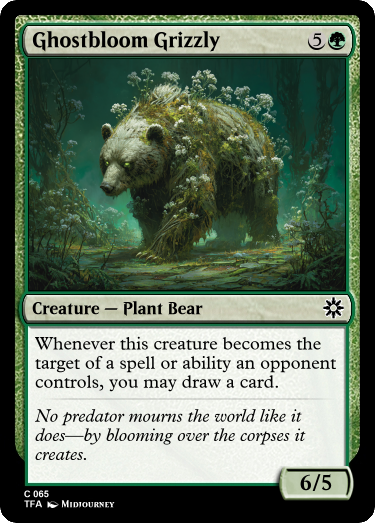 Ghostbloom Grizzly 5
Creature — Plant Bear
Whenever this creature becomes the
target of a spell or ability an opponent
controls, you may draw a card.
No predator mourns the world like it
does—by blooming over the corpses it
creates.
6/5
C 065
TFA Midjourney